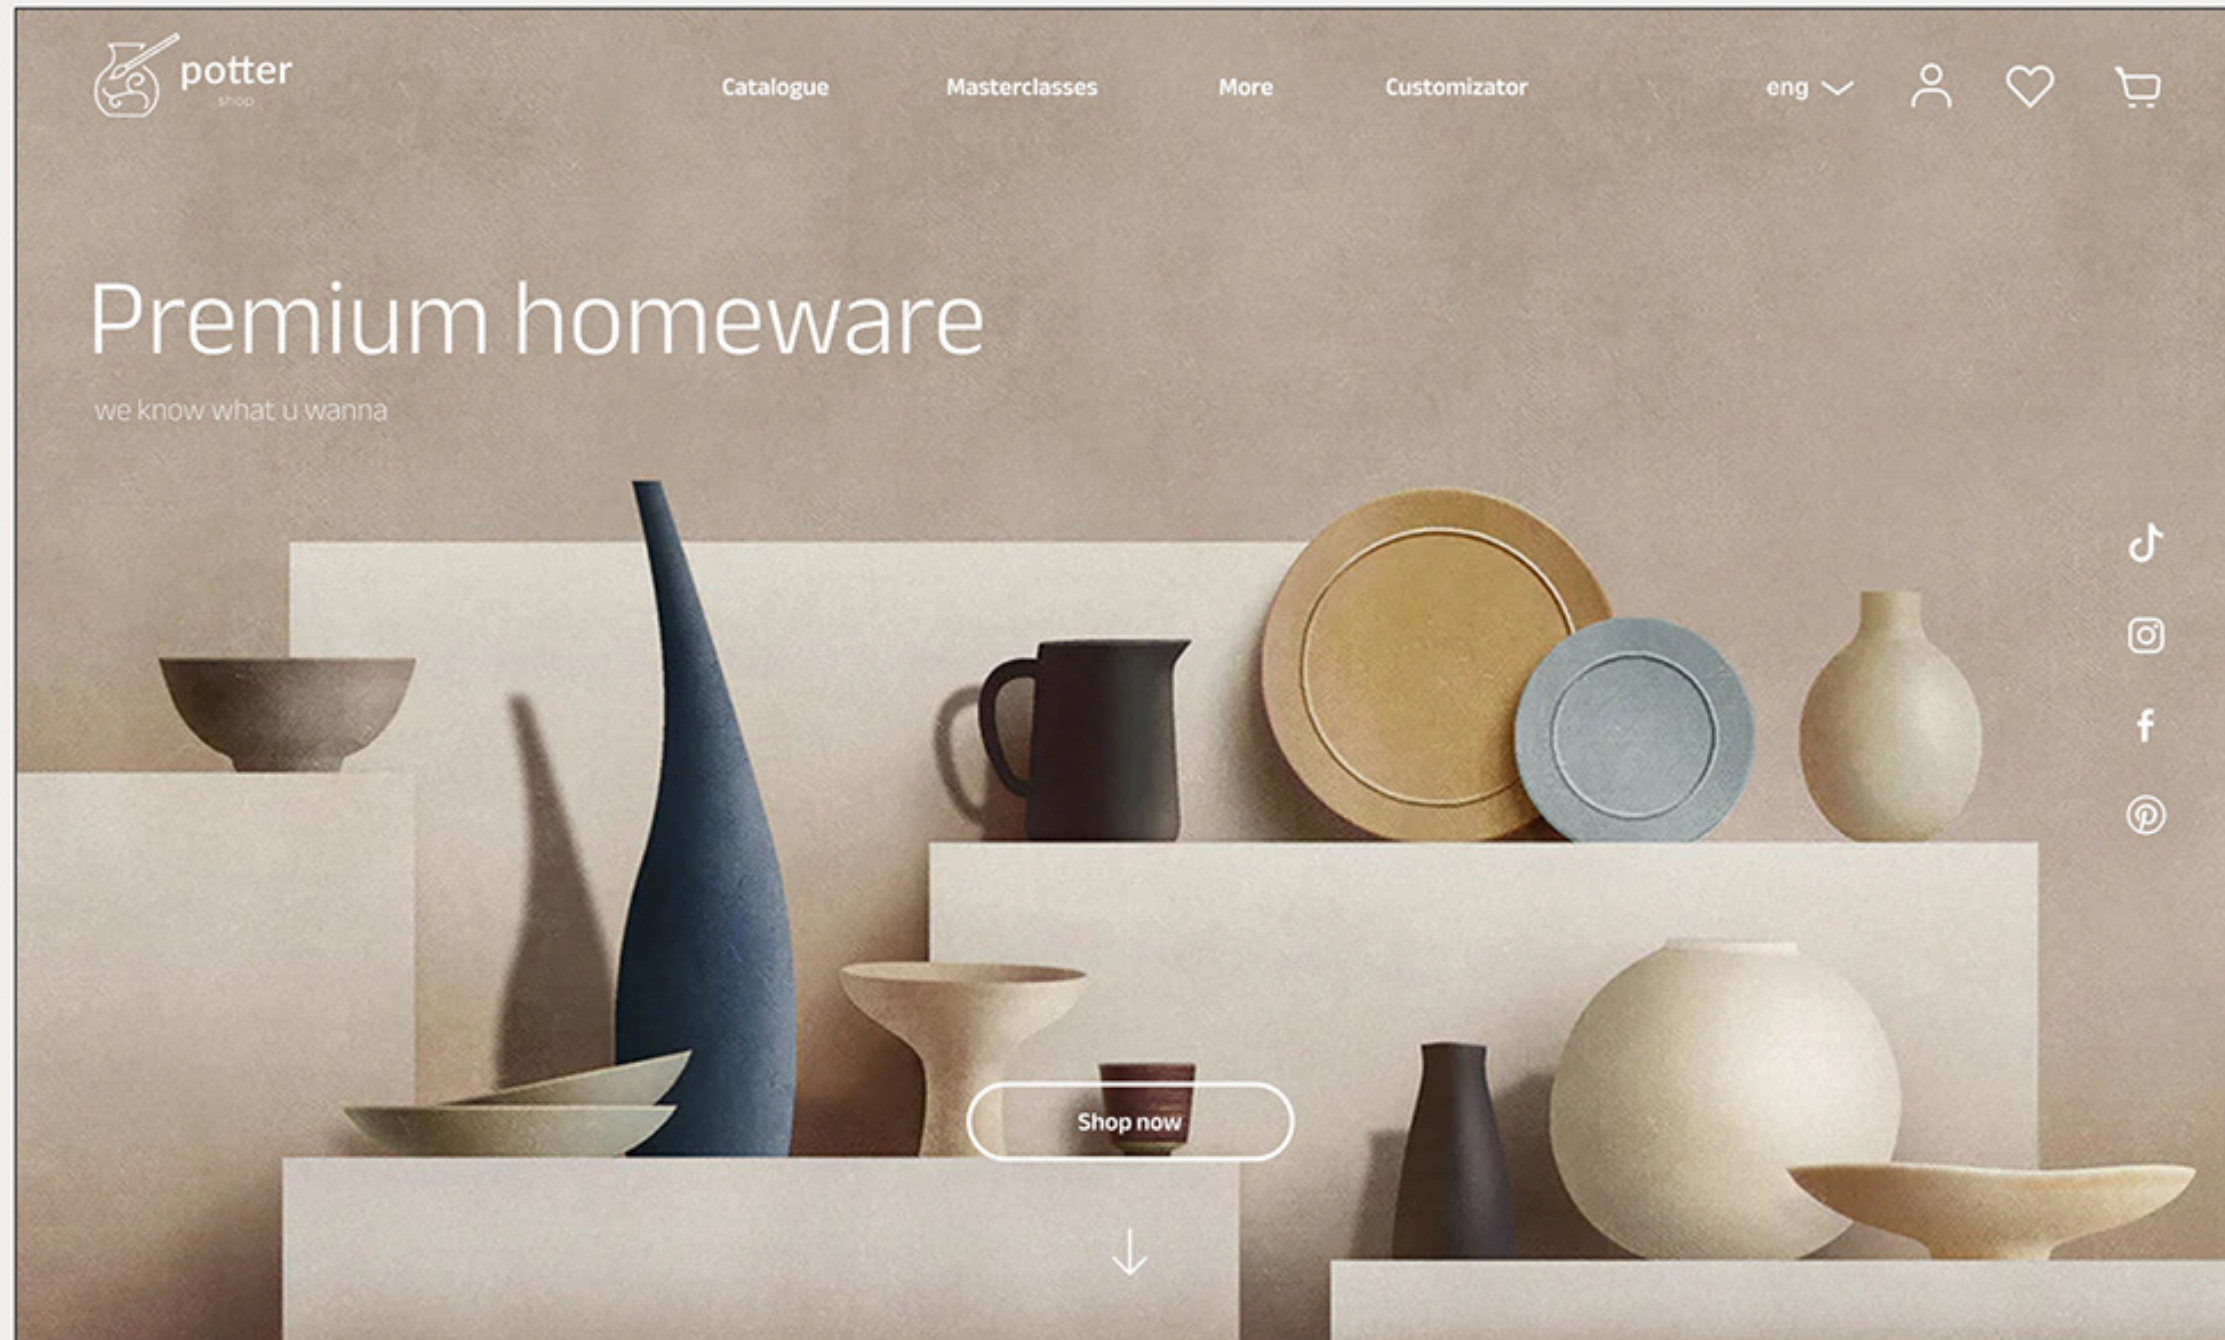 potter
shop
Catalogue
Masterclasses
More
Customizator
eng
Premium homeware
we know what u wanna
Shop now